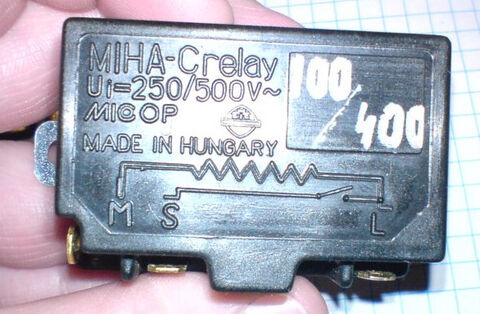 MIHA-Crelay
Ui=250/500V~
MICOP
MADE IN HUNGARY
100
/400
M S L